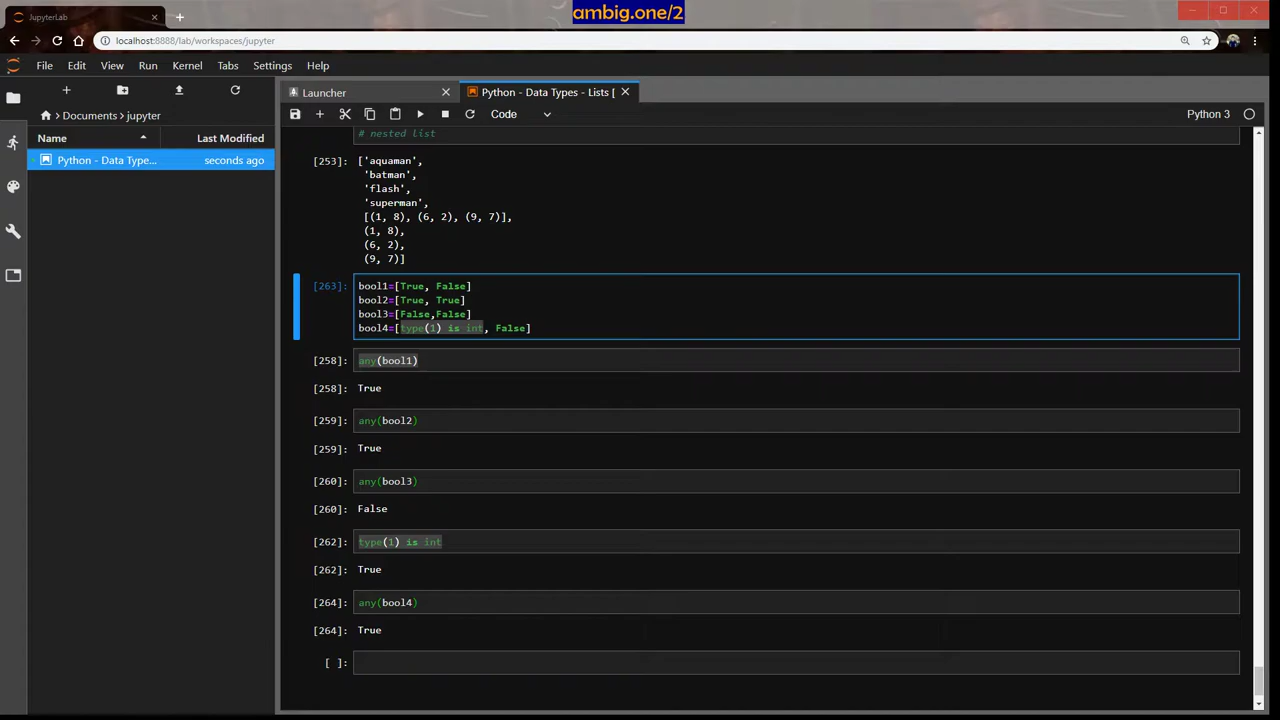 ambig.one/2
JupyterLab
localhost:8888/lab/workspaces/jupyter
File Edit View Run Kernel Tabs Settings Help
Launcher
Python - Data Types - Lists [
Documents jupyter
Code
Python 3
Name Last Modified
Python - Data Type... seconds ago
# nested list
[253]: ['aquaman',
'batman',
'flash',
'superman',
[(1, 8), (6, 2), (9, 7)],
(1, 8),
(6, 2),
(9, 7)]
[263]: bool1=[True, False]
bool2=[True, True]
bool3=[False,False]
bool4=[type(1) is int, False]
[258]: any(bool1)
[258]: True
[259]: any(bool2)
[259]: True
[260]: any(bool3)
[260]: False
[262]: type(1) is int
[262]: True
[264]: any(bool4)
[264]: True
[ ]: